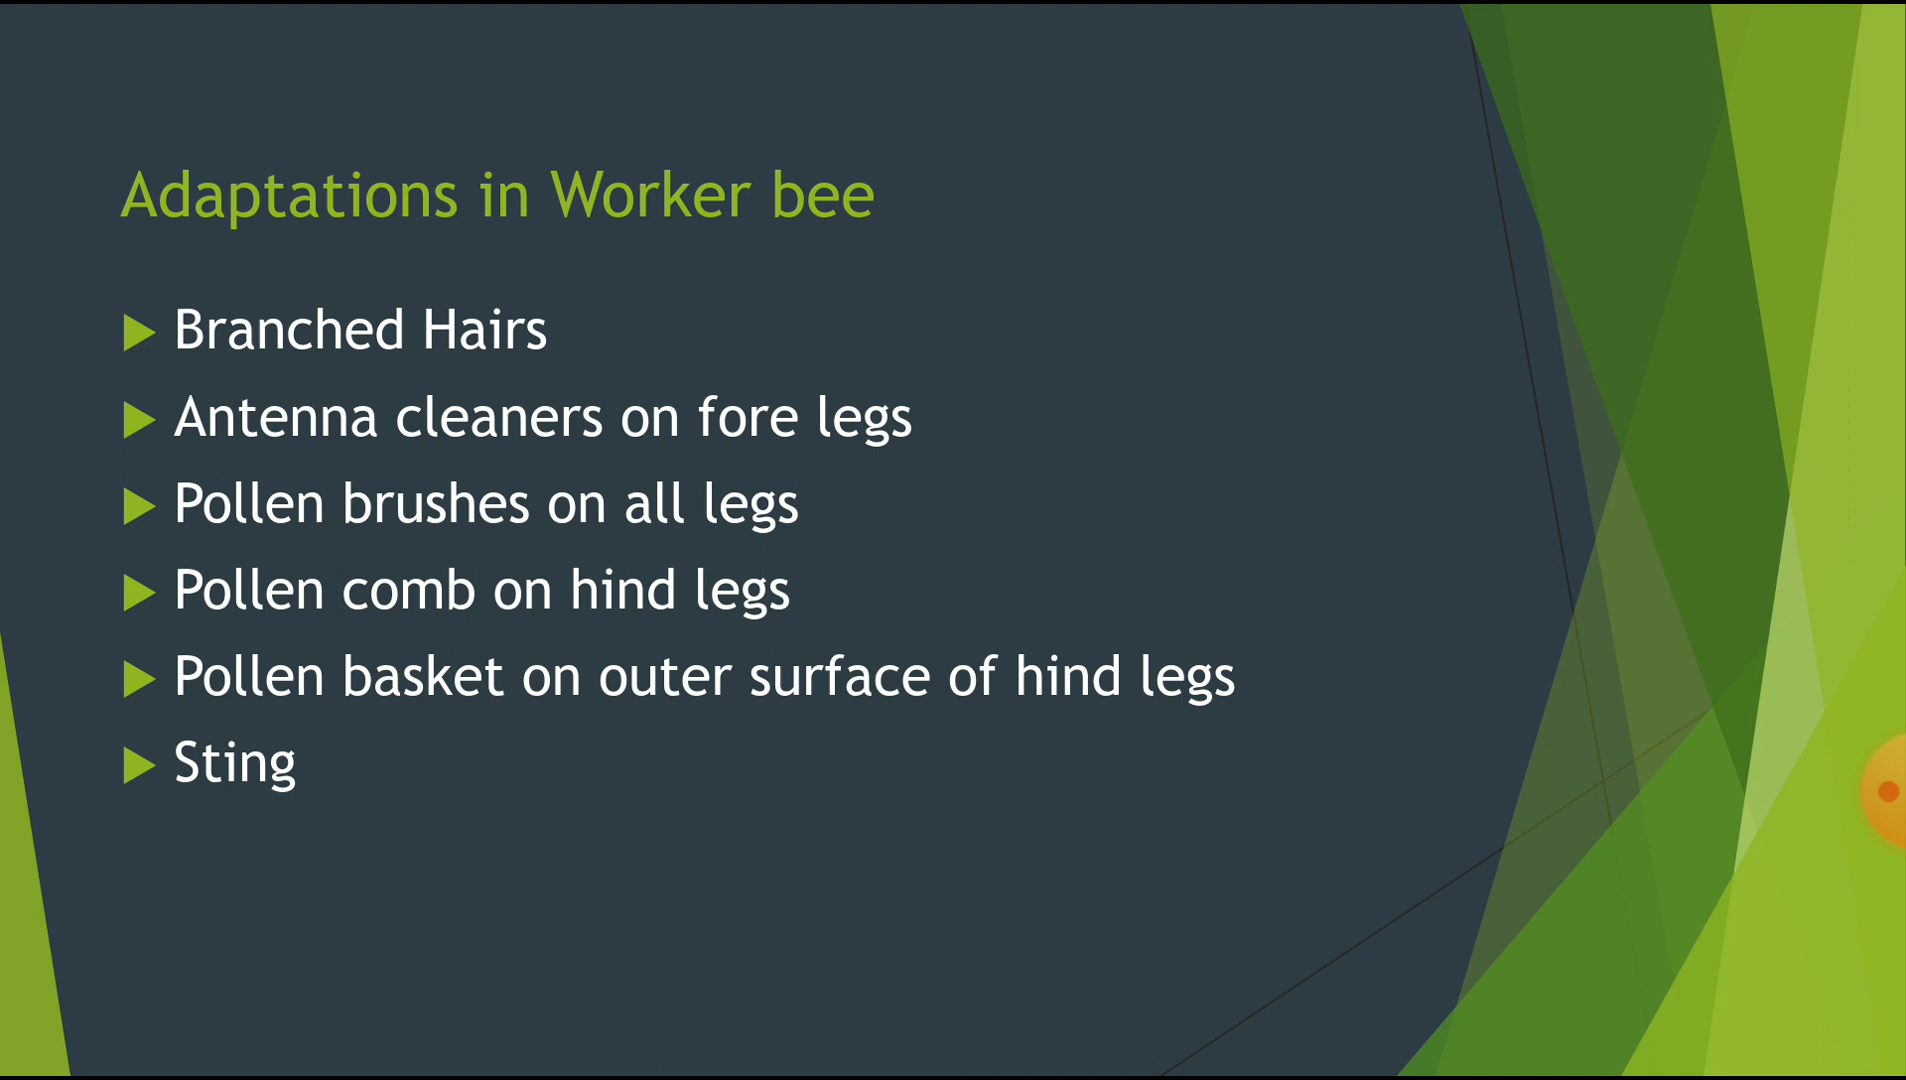 Adaptations in Worker bee
Branched Hairs
Antenna cleaners on fore legs
Pollen brushes on all legs
Pollen comb on hind legs
Pollen basket on outer surface of hind legs
Sting